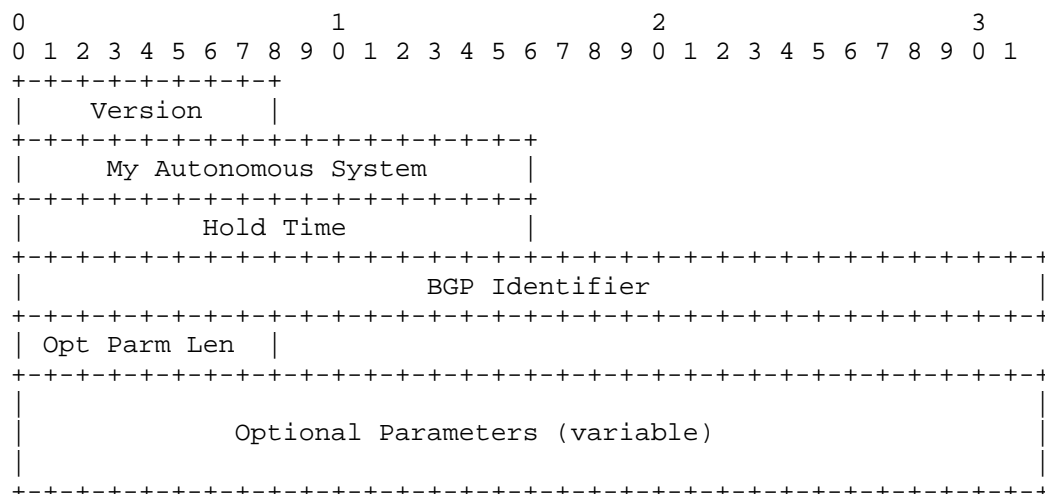 0                   1                   2                   3
0 1 2 3 4 5 6 7 8 9 0 1 2 3 4 5 6 7 8 9 0 1 2 3 4 5 6 7 8 9 0 1
+-+-+-+-+-+-+-+-+
|    Version    |
+-+-+-+-+-+-+-+-+-+-+-+-+-+-+-+-+
|     My Autonomous System      |
+-+-+-+-+-+-+-+-+-+-+-+-+-+-+-+-+
|           Hold Time           |
+-+-+-+-+-+-+-+-+-+-+-+-+-+-+-+-+-+-+-+-+-+-+-+-+-+-+-+-+-+-+-+-+
|                         BGP Identifier                        |
+-+-+-+-+-+-+-+-+-+-+-+-+-+-+-+-+-+-+-+-+-+-+-+-+-+-+-+-+-+-+-+-+
| Opt Parm Len  |
+-+-+-+-+-+-+-+-+-+-+-+-+-+-+-+-+-+-+-+-+-+-+-+-+-+-+-+-+-+-+-+-+
|                                                               |
|             Optional Parameters (variable)                    |
|                                                               |
+-+-+-+-+-+-+-+-+-+-+-+-+-+-+-+-+-+-+-+-+-+-+-+-+-+-+-+-+-+-+-+-+